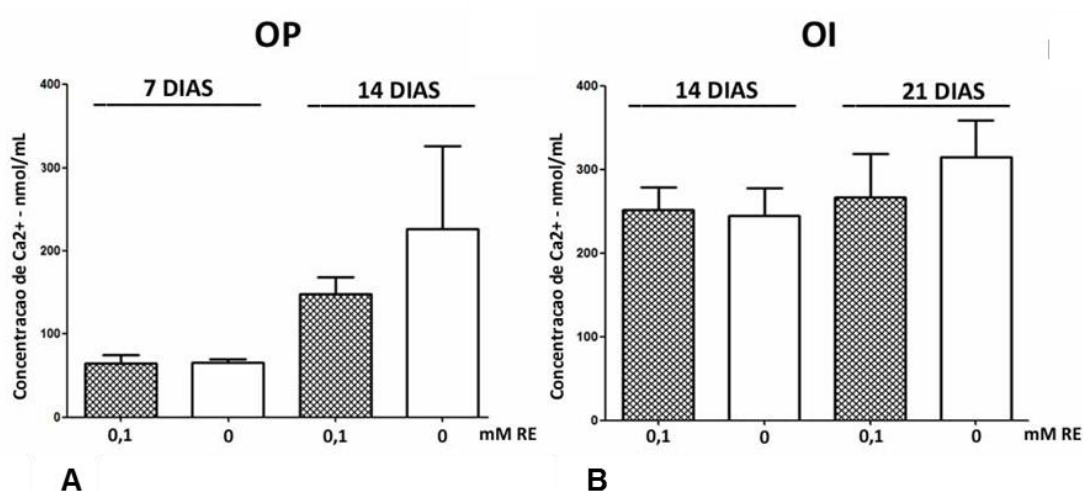 OP
7 DIAS
14 DIAS
Concentracao de Ca2+ - nmol/mL
400
300
200
100
0
0,1
0
0,1
0
mM RE
A
OI
14 DIAS
21 DIAS
Concentracao de Ca2+ - nmol/mL
400
300
200
100
0
0,1
0
0,1
0
mM RE
B